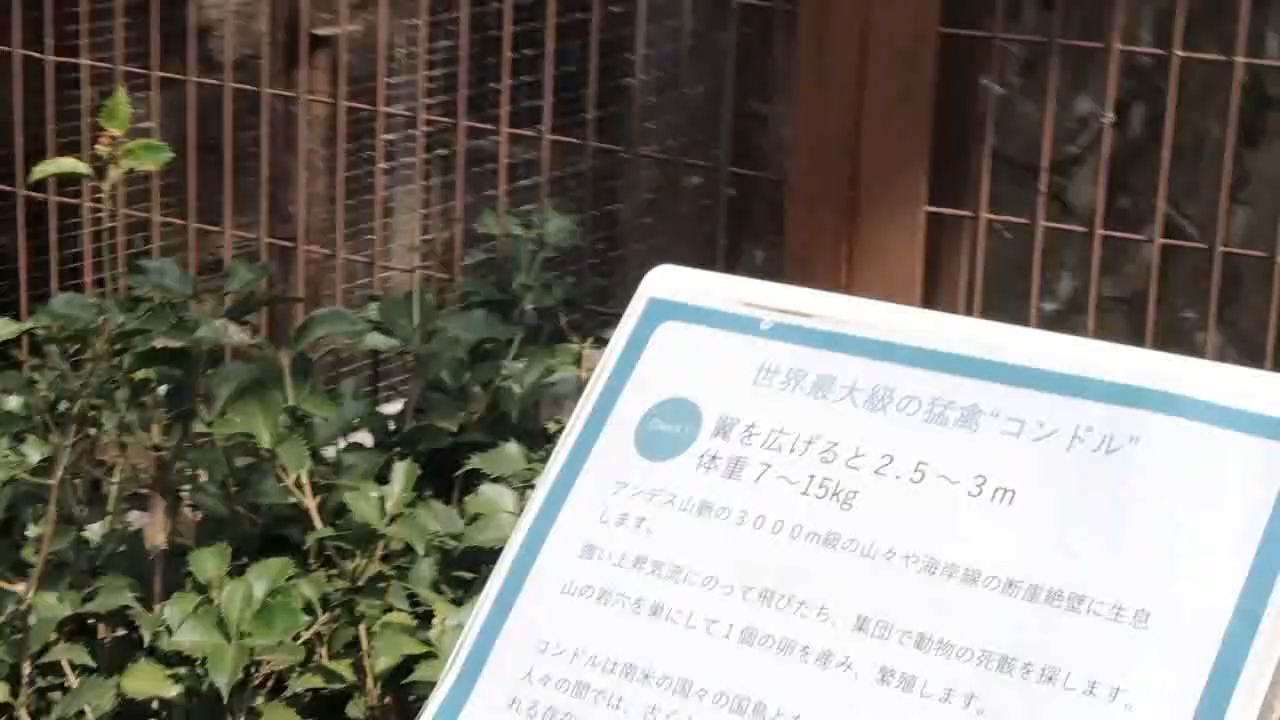 世界最大級の猛禽“コンドル”
Check!
翼を広げると2.5～3m
体重7～15kg
アンデス山脈の3000m級の山々や海岸線の断崖絶壁に生息
します。
強い上昇気流にのって飛びたち、集団で動物の死骸を探します。
山の岩穴を巣にして1個の卵を産み、繁殖します。
コンドルは南米の国々の国鳥と
人々の間では、古く
れる存